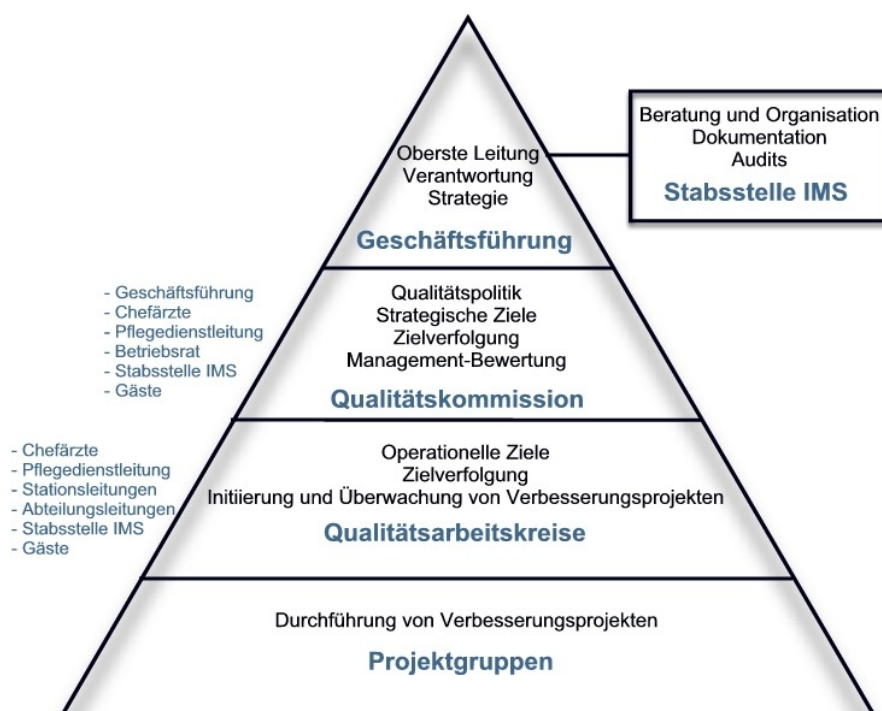 Oberste Leitung
Verantwortung
Strategie
Geschäftsführung
Beratung und Organisation
Dokumentation
Audits
Stabsstelle IMS
- Geschäftsführung
- Chefärzte
- Pflegedienstleitung
- Betriebsrat
- Stabsstelle IMS
- Gäste
Qualitätspolitik
Strategische Ziele
Zielverfolgung
Management-Bewertung
Qualitätskommission
- Chefärzte
- Pflegedienstleitung
- Stationsleitungen
- Abteilungsleitungen
- Stabsstelle IMS
- Gäste
Operationelle Ziele
Zielverfolgung
Initiierung und Überwachung von Verbesserungsprojekten
Qualitätsarbeitskreise
Durchführung von Verbesserungsprojekten
Projektgruppen